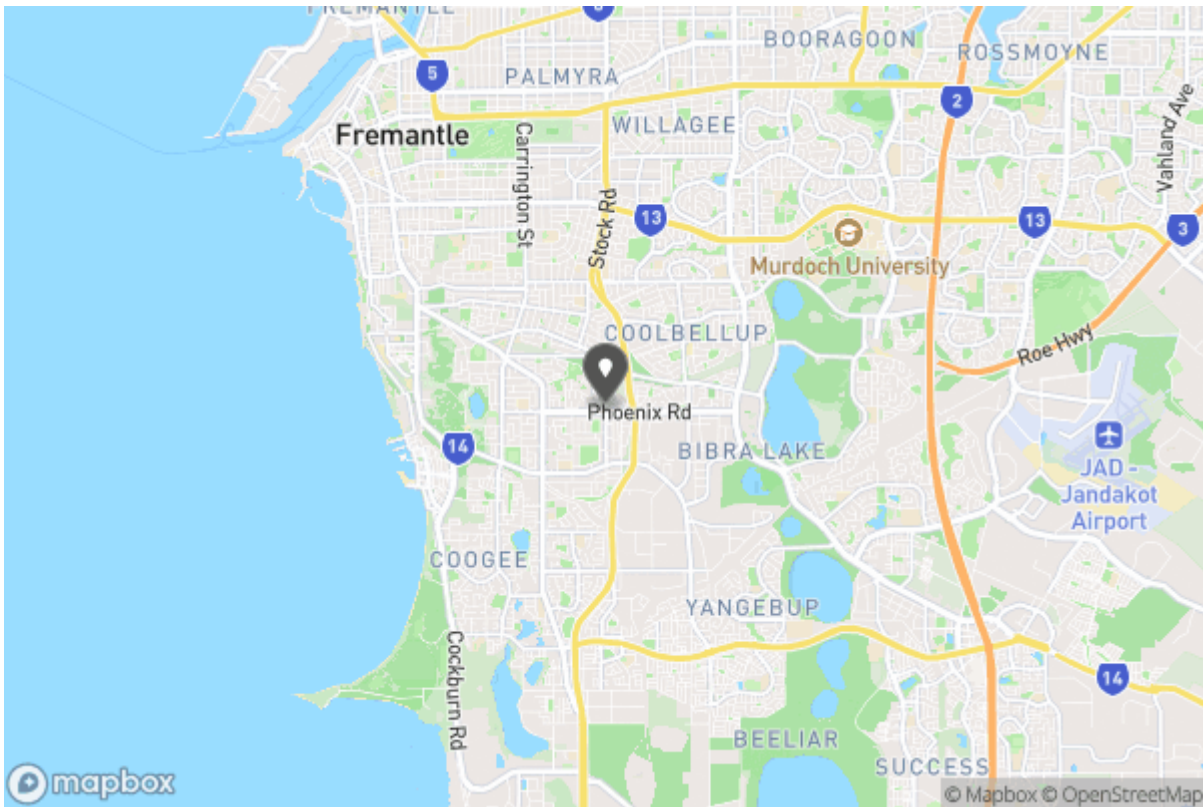 FREMANTLE
5
BOORAGOON
ROSSMOYNE
PALMYRA
5
2
WILLAGEE
Fremantle
Carrington St
Vahland Ave
Stock Rd
13
13
3
Murdoch University
COOLBELLUP
Roe Hwy
Phoenix Rd
14
BIBRA LAKE
JAD -
Jandakot
Airport
COOGEE
YANGEBUP
Cockburn Rd
14
BEELIAR
SUCCESS
mapbox
© Mapbox © OpenStreetMap